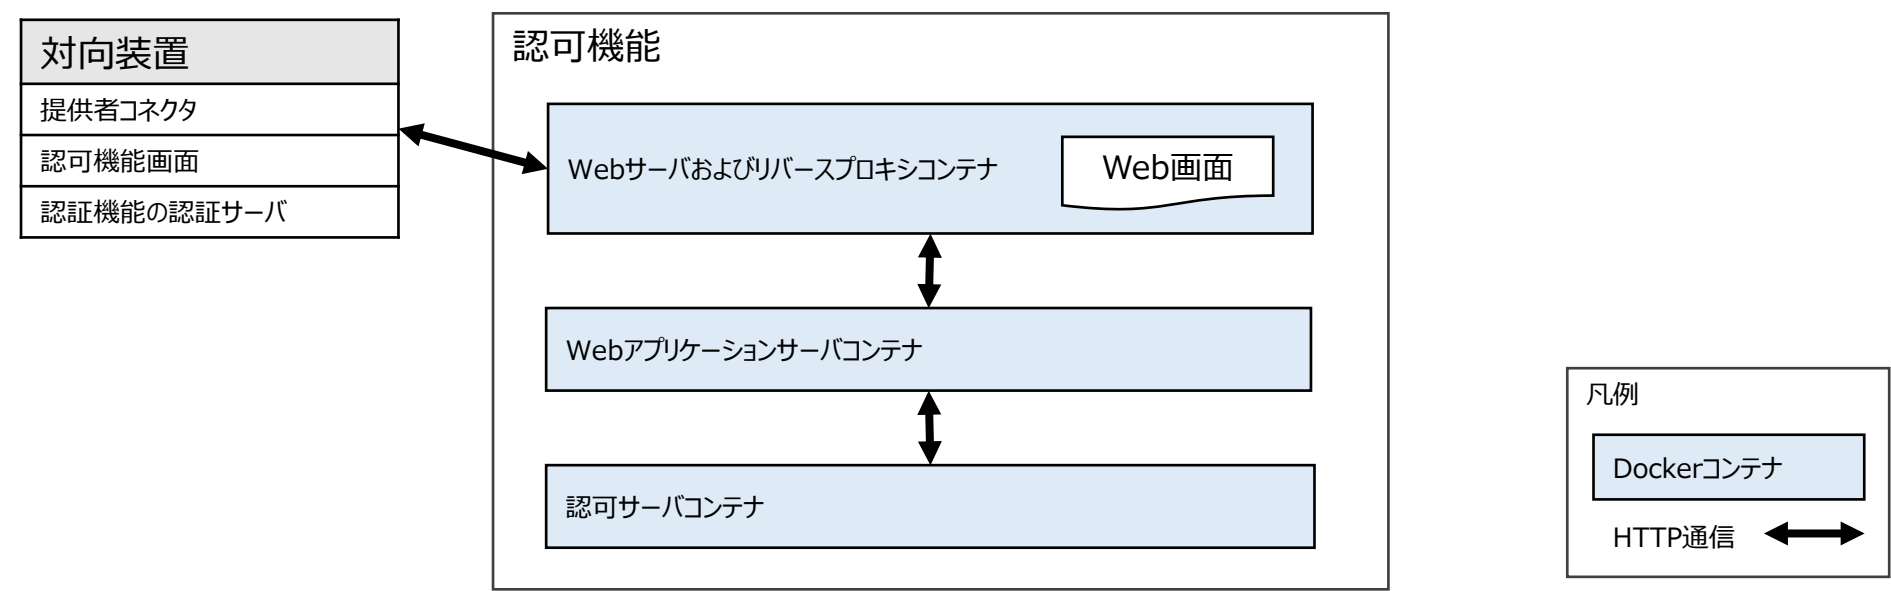 対向装置
提供者コネクタ
認可機能画面
認証機能の認証サーバ
認可機能
Webサーバおよびリバースプロキシコンテナ
Web画面
Webアプリケーションサーバコンテナ
認可サーバコンテナ
凡例
Dockerコンテナ
HTTP通信